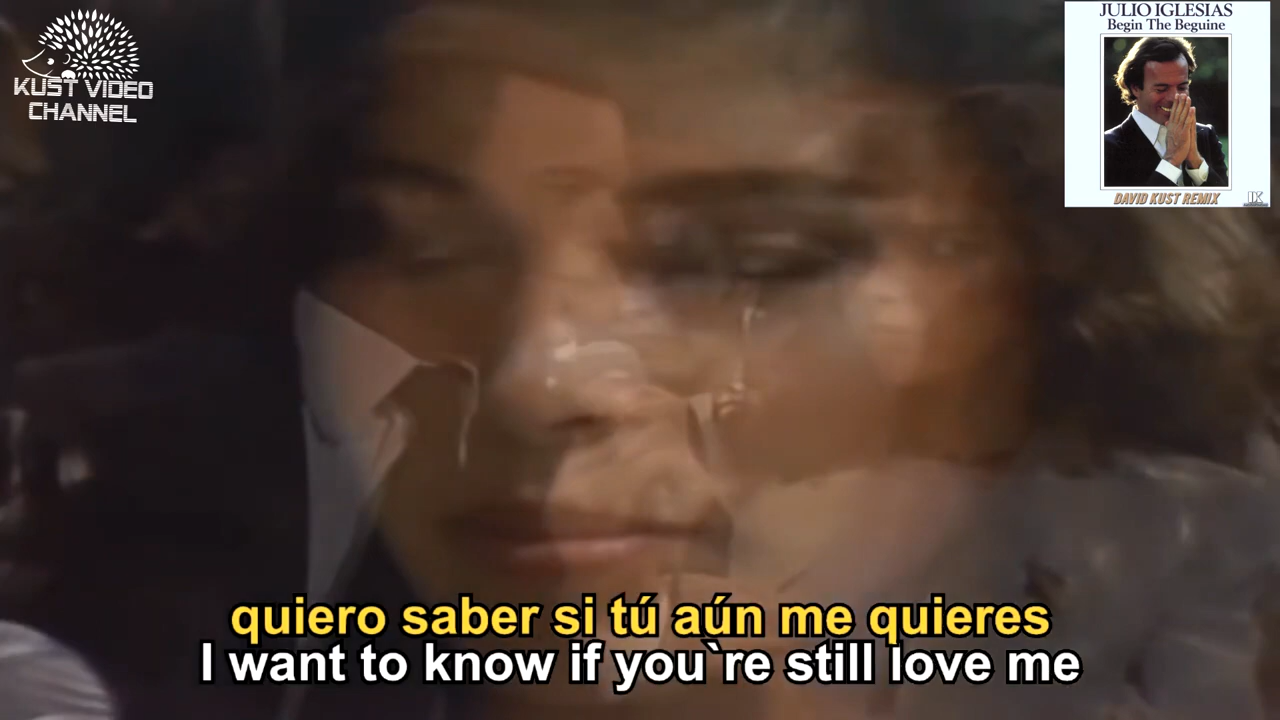 KUST VIDEO
CHANNEL
JULIO IGLESIAS
Begin The Beguine
DAVID KUST REMIX
quiero saber si tú aún me quieres
I want to know if you`re still love me